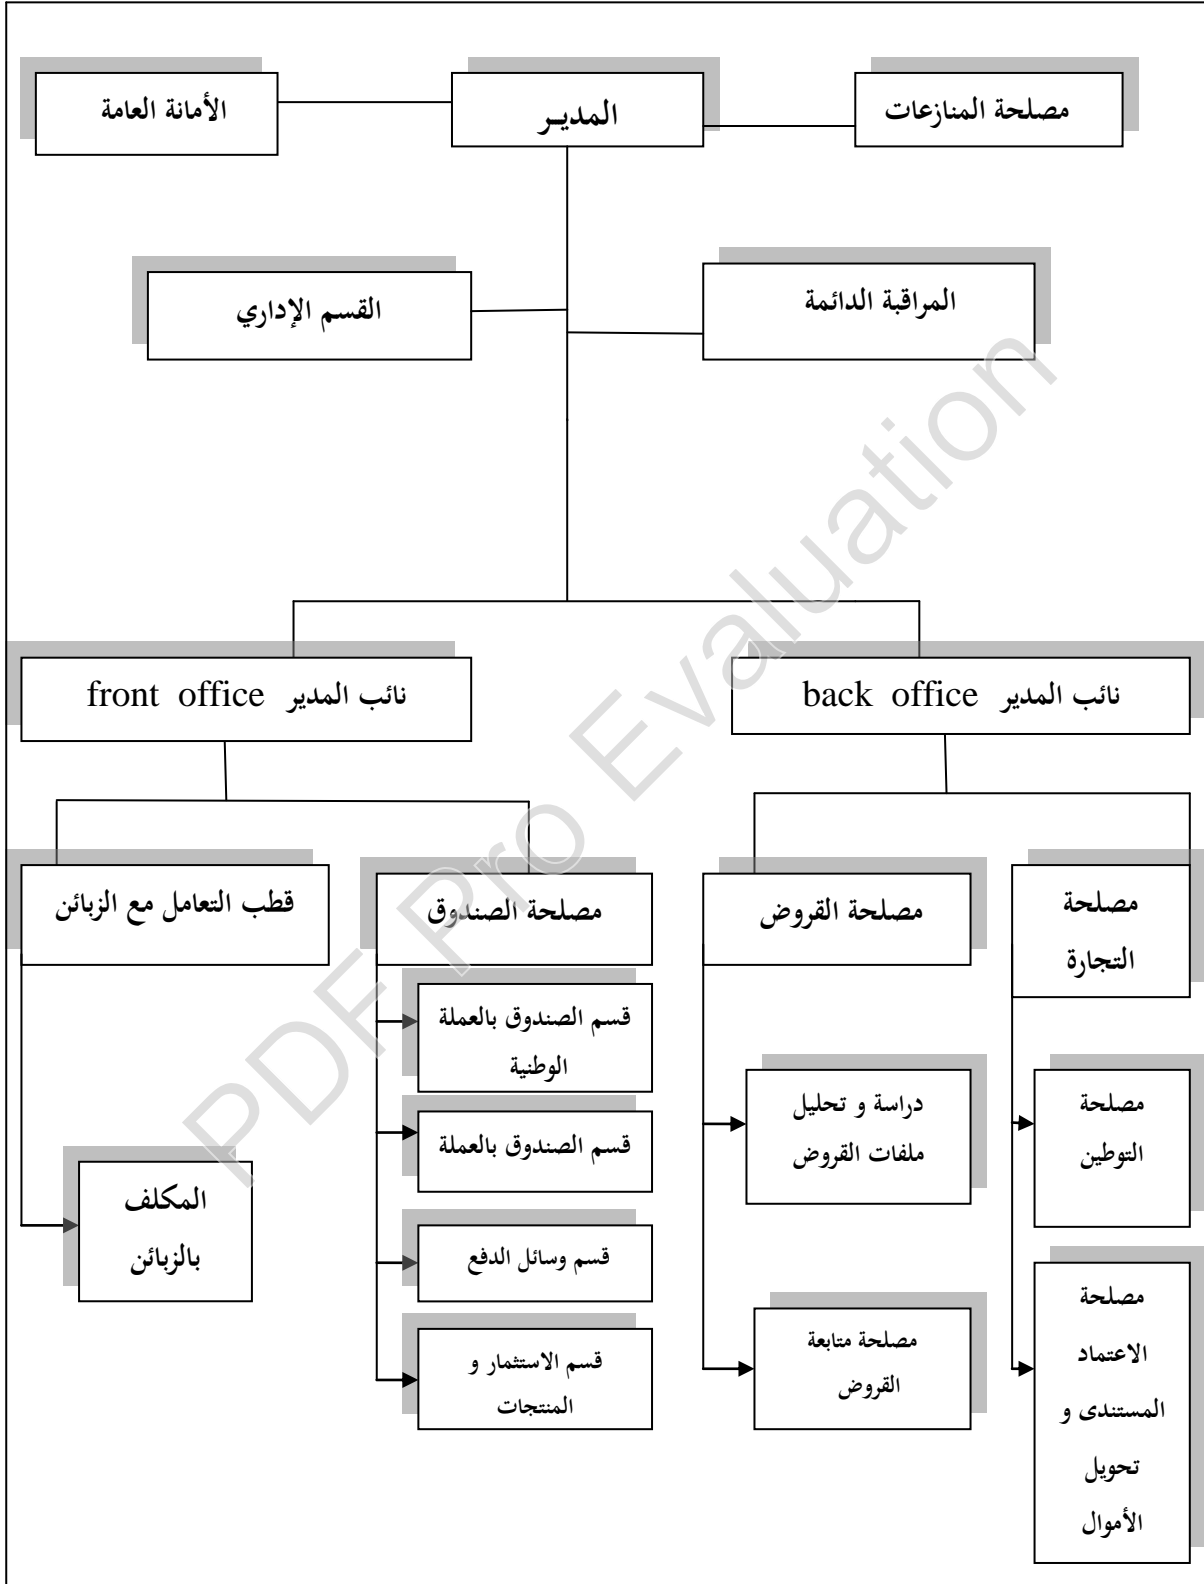 مصلحة المنازعات
المديـر
الأمانة العامة
المراقبة الدائمة
القسم الإداري
نائب المدير back office
نائب المدير front office
مصلحة
التجارة
مصلحة القروض
مصلحة الصندوق
قطب التعامل مع الزبائن
مصلحة
التوطين
مصلحة
الاعتماد
المستندى و
تحويل
الأموال
دراسة و تحليل
ملفات القروض
مصلحة متابعة
القروض
قسم الصندوق بالعملة
الوطنية
قسم الصندوق بالعملة
قسم وسائل الدفع
قسم الاستثمار و
المنتجات
المكلف
بالزبائن
PDF Pro Evaluation